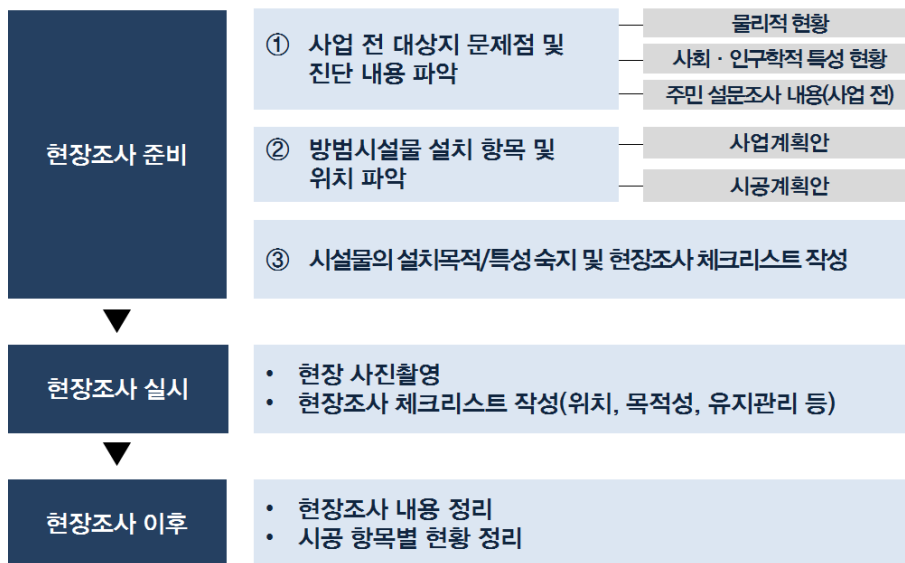 현장조사 준비
① 사업 전 대상지 문제점 및
진단 내용 파악
물리적 현황
사회 · 인구학적 특성 현황
주민 설문조사 내용(사업 전)
② 방범시설물 설치 항목 및
위치 파악
사업계획안
시공계획안
③ 시설물의 설치목적/특성 숙지 및 현장조사 체크리스트 작성
현장조사 실시
• 현장 사진촬영
• 현장조사 체크리스트 작성(위치, 목적성, 유지관리 등)
현장조사 이후
• 현장조사 내용 정리
• 시공 항목별 현황 정리